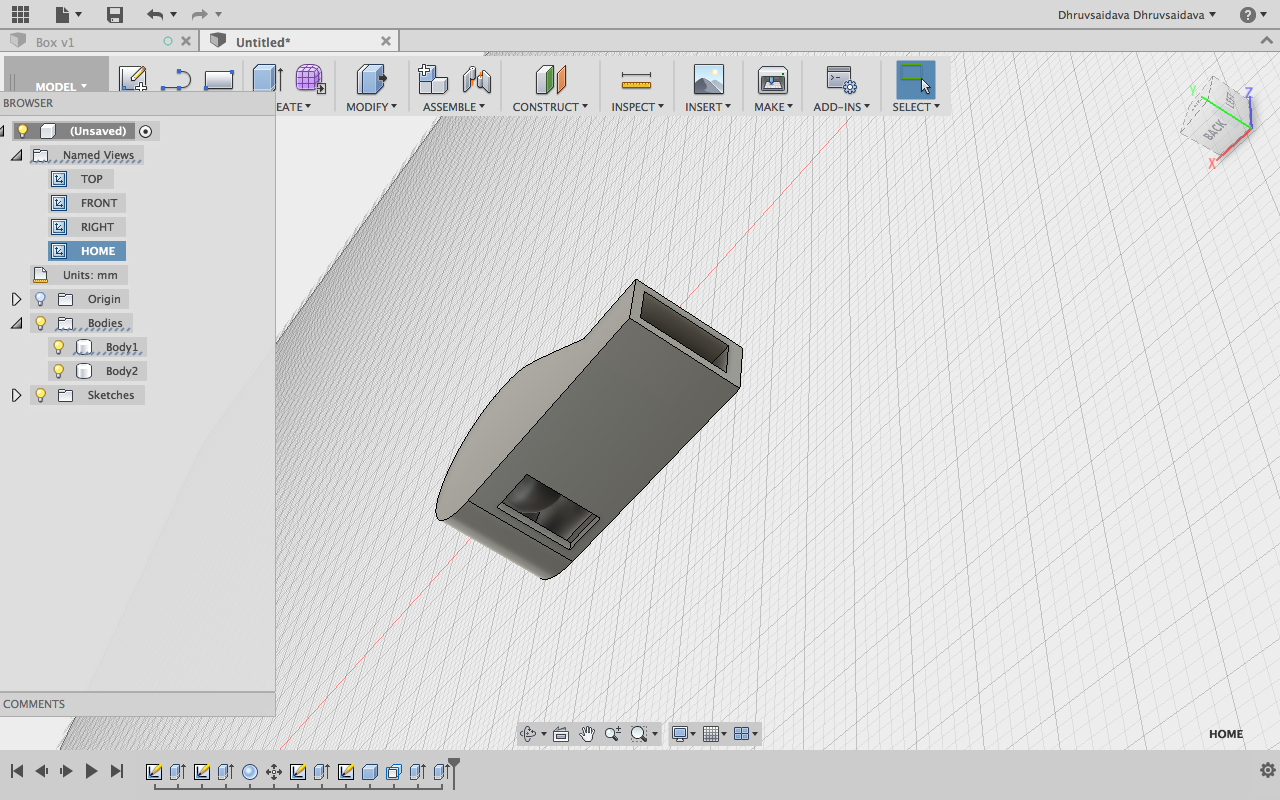 Dhruvsaidava Dhruvsaidava
?
Box v1
Untitled*
MODEL
EATE
MODIFY
ASSEMBLE
CONSTRUCT
INSPECT
INSERT
MAKE
ADD-INS
SELECT
BROWSER
(Unsaved)
Named Views
TOP
FRONT
RIGHT
HOME
Units: mm
Origin
Bodies
Body1
Body2
Sketches
Y
Z
LEFT
BACK
X
COMMENTS
HOME